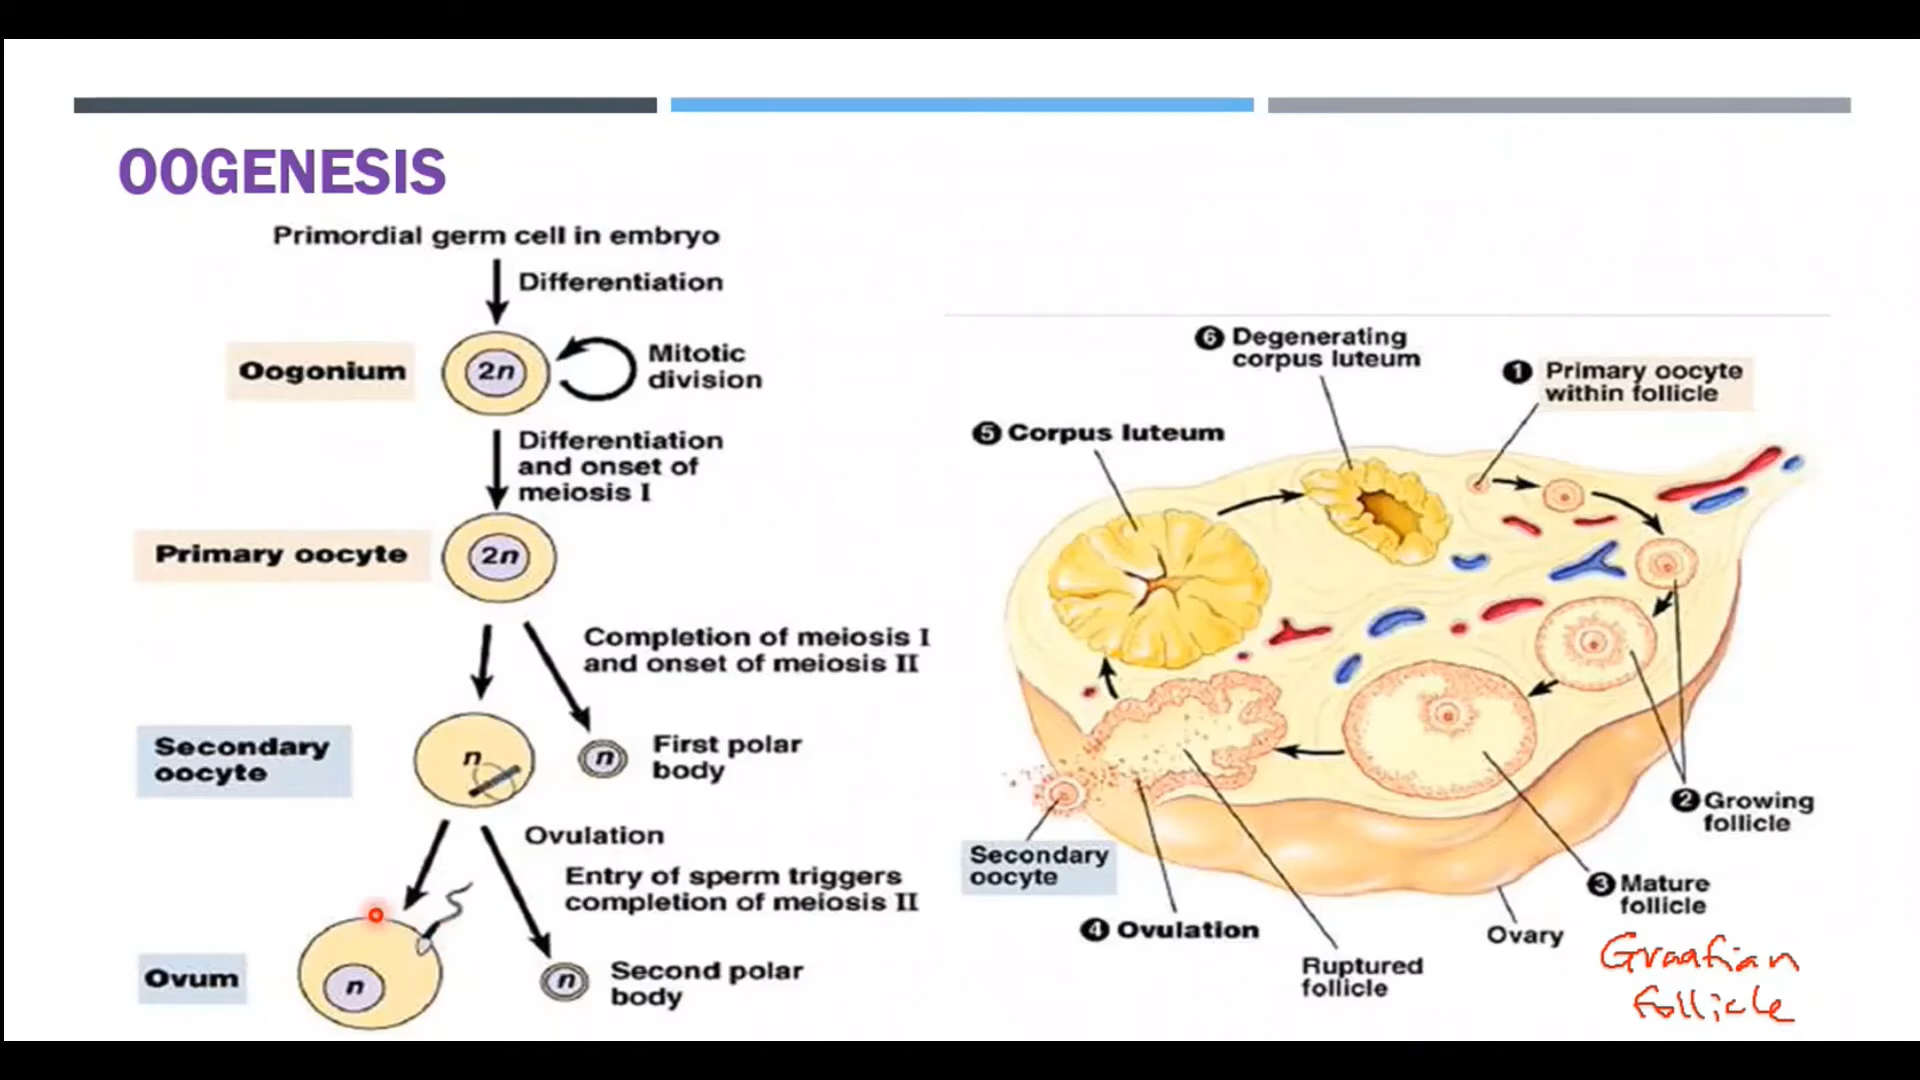 OOGENESIS
Primordial germ cell in embryo
Differentiation
Oogonium
2n
Mitotic
division
Differentiation
and onset of
meiosis I
Primary oocyte
2n
Completion of meiosis I
and onset of meiosis II
Secondary
oocyte
n
n
First polar
body
Ovulation
Entry of sperm triggers
completion of meiosis II
Ovum
n
n
Second polar
body
6 Degenerating
corpus luteum
1 Primary oocyte
within follicle
5 Corpus luteum
2 Growing
follicle
Secondary
oocyte
3 Mature
follicle
4 Ovulation
Ovary
Ruptured
follicle
Graafian
follicle